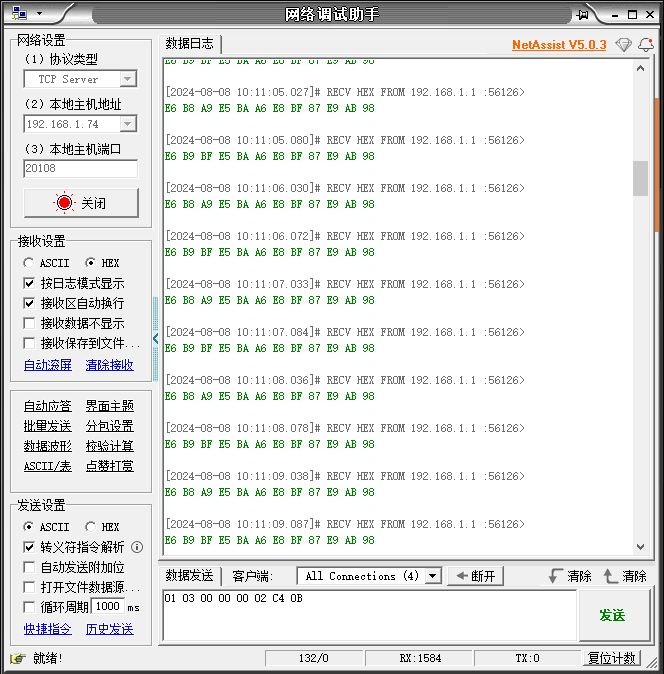 网络调试助手
网络设置
(1) 协议类型
TCP Server
(2) 本地主机地址
192.168.1.74
(3) 本地主机端口
20108
关闭
接收设置
ASCII HEX
按日志模式显示
接收区自动换行
接收数据不显示
接收保存到文件...
自动滚屏 清除接收
自动应答 界面主题
批量发送 分包设置
数据波形 校验计算
ASCII/表 点赞打赏
发送设置
ASCII HEX
转义符指令解析
自动发送附加位
打开文件数据源...
循环周期 1000 ms
快捷指令 历史发送
数据日志
NetAssist V5.0.3
E6 B9 BF E5 BA A6 E8 BF 87 E9 AB 98
[2024-08-08 10:11:05.027]# RECV HEX FROM 192.168.1.1 :56126>
E6 B8 A9 E5 BA A6 E8 BF 87 E9 AB 98
[2024-08-08 10:11:05.080]# RECV HEX FROM 192.168.1.1 :56126>
E6 B9 BF E5 BA A6 E8 BF 87 E9 AB 98
[2024-08-08 10:11:06.030]# RECV HEX FROM 192.168.1.1 :56126>
E6 B8 A9 E5 BA A6 E8 BF 87 E9 AB 98
[2024-08-08 10:11:06.072]# RECV HEX FROM 192.168.1.1 :56126>
E6 B9 BF E5 BA A6 E8 BF 87 E9 AB 98
[2024-08-08 10:11:07.033]# RECV HEX FROM 192.168.1.1 :56126>
E6 B8 A9 E5 BA A6 E8 BF 87 E9 AB 98
[2024-08-08 10:11:07.084]# RECV HEX FROM 192.168.1.1 :56126>
E6 B9 BF E5 BA A6 E8 BF 87 E9 AB 98
[2024-08-08 10:11:08.036]# RECV HEX FROM 192.168.1.1 :56126>
E6 B8 A9 E5 BA A6 E8 BF 87 E9 AB 98
[2024-08-08 10:11:08.078]# RECV HEX FROM 192.168.1.1 :56126>
E6 B9 BF E5 BA A6 E8 BF 87 E9 AB 98
[2024-08-08 10:11:09.038]# RECV HEX FROM 192.168.1.1 :56126>
E6 B8 A9 E5 BA A6 E8 BF 87 E9 AB 98
[2024-08-08 10:11:09.087]# RECV HEX FROM 192.168.1.1 :56126>
E6 B9 BF E5 BA A6 E8 BF 87 E9 AB 98
数据发送 客户端: All Connections (4) 断开 清除 清除
01 03 00 00 00 02 C4 0B
发送
就绪! 132/0 RX:1584 TX:0 复位计数